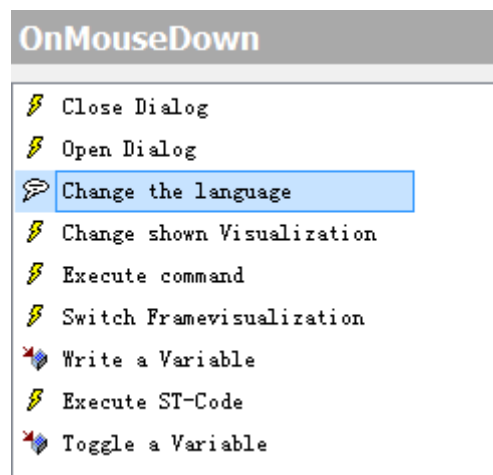 OnMouseDown
Close Dialog
Open Dialog
Change the language
Change shown Visualization
Execute command
Switch Framevisualization
Write a Variable
Execute ST-Code
Toggle a Variable